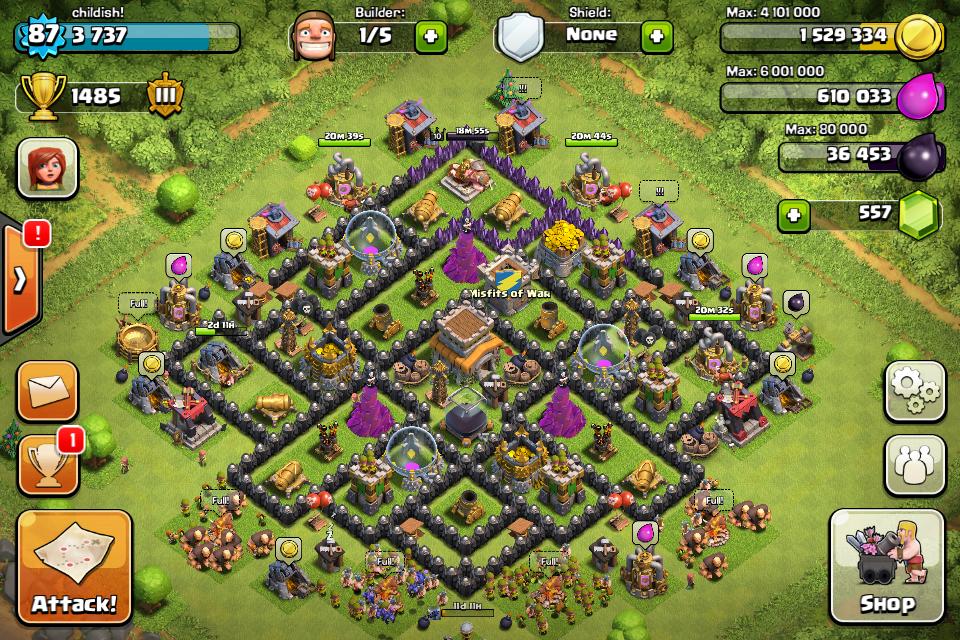 childish!
87
3 737
Builder:
1/5
Shield:
None
Max: 4 101 000
1 529 334
1485
III
Max: 6 001 000
610 033
Max: 80 000
36 453
557
!!!
20m 39s
10
18m 55s
20m 44s
!!!
!
Misfits of War
Full!
2d 11h
20m 32s
1
Full!
Full!
Full!
Full!
11d 11h
Attack!
Shop